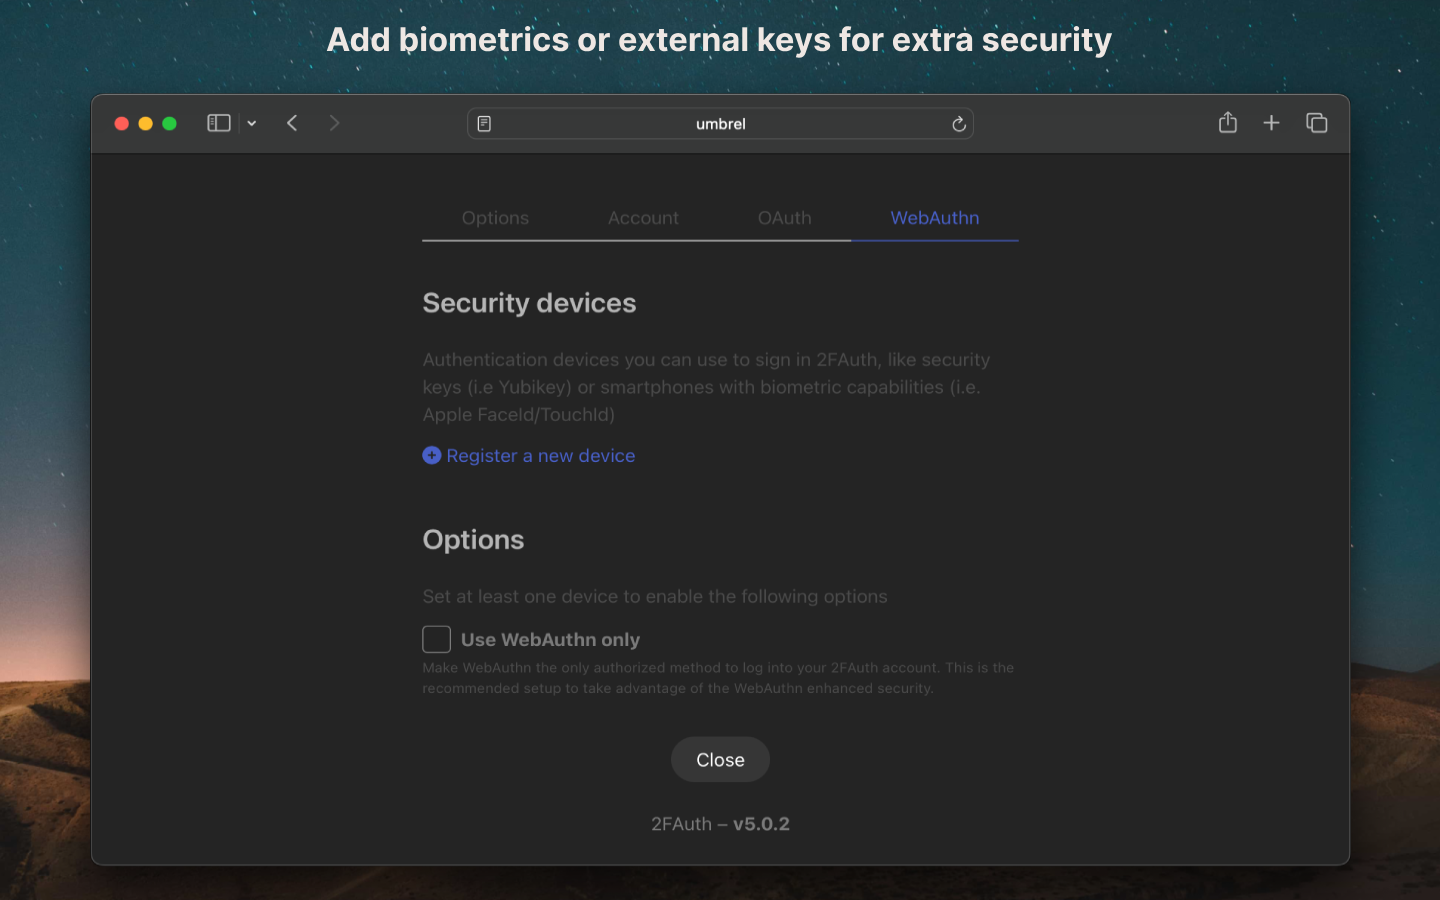 Add biometrics or external keys for extra security
umbrel
Options Account OAuth WebAuthn
Security devices
Authentication devices you can use to sign in 2FAuth, like security
keys (i.e Yubikey) or smartphones with biometric capabilities (i.e.
Apple FaceId/TouchId)
Register a new device
Options
Set at least one device to enable the following options
Use WebAuthn only
Make WebAuthn the only authorized method to log into your 2FAuth account. This is the
recommended setup to take advantage of the WebAuthn enhanced security.
Close
2FAuth – v5.0.2